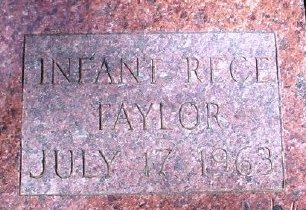 INFANT RECE
TAYLOR
JULY 17, 1963